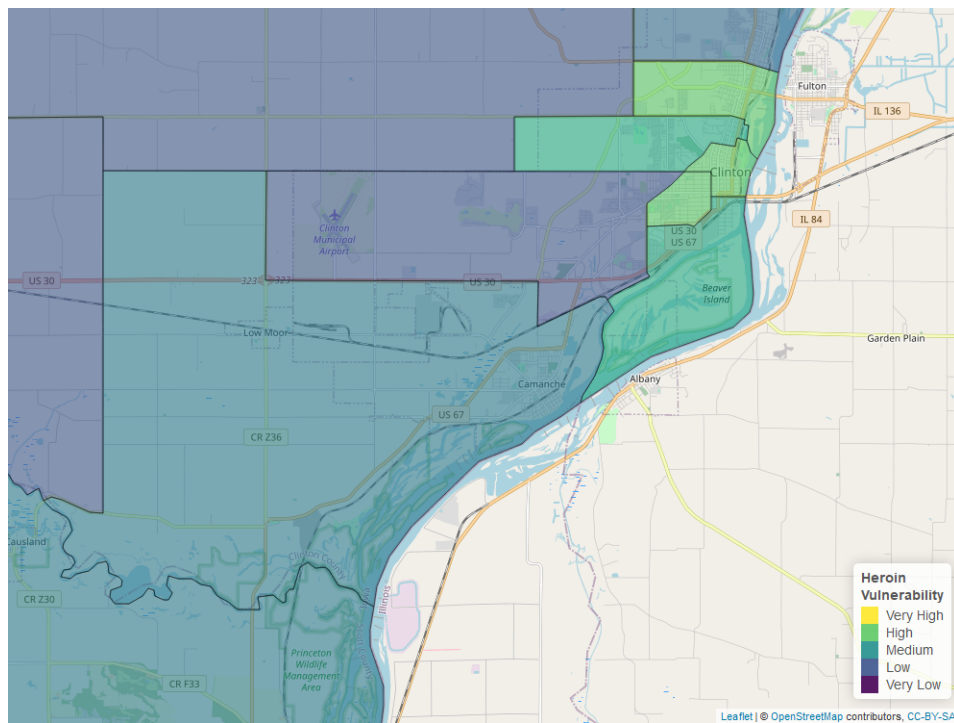 Fulton
IL 136
Clinton
IL 84
Clinton
Municipal
Airport
US 30
US 67
US 30
323
323
US 30
Beaver
Island
Low Moor
Garden Plain
Camanche
Albany
US 67
CR Z36
Causland
Clinton County
CR Z30
Illinois
Princeton
Wildlife
Management
Area
CR F33
Heroin
Vulnerability
Very High
High
Medium
Low
Very Low
Leaflet | © OpenStreetMap contributors, CC-BY-SA